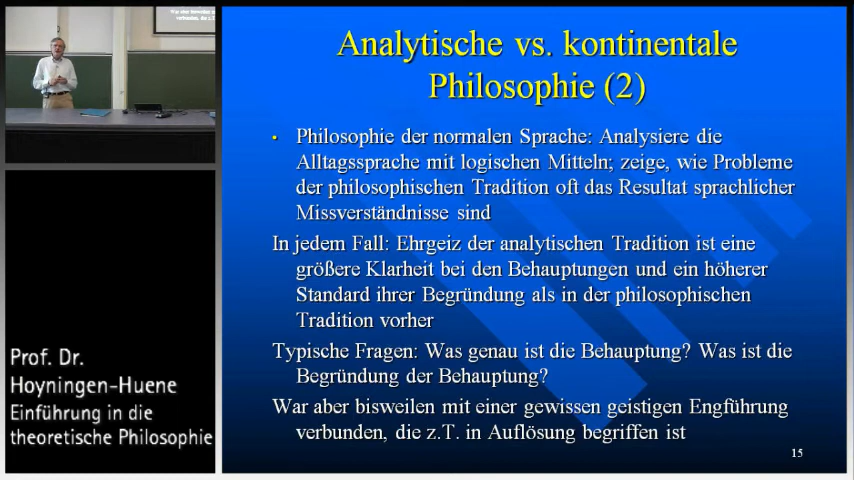 Analytische vs. kontinentale
Philosophie (2)
• Philosophie der normalen Sprache: Analysiere die
Alltagssprache mit logischen Mitteln; zeige, wie Probleme
der philosophischen Tradition oft das Resultat sprachlicher
Missverständnisse sind
In jedem Fall: Ehrgeiz der analytischen Tradition ist eine
größere Klarheit bei den Behauptungen und ein höherer
Standard ihrer Begründung als in der philosophischen
Tradition vorher
Typische Fragen: Was genau ist die Behauptung? Was ist die
Begründung der Behauptung?
War aber bisweilen mit einer gewissen geistigen Engführung
verbunden, die z.T. in Auflösung begriffen ist
15
Prof. Dr.
Hoyningen-Huene
Einführung in die
theoretische Philosophie